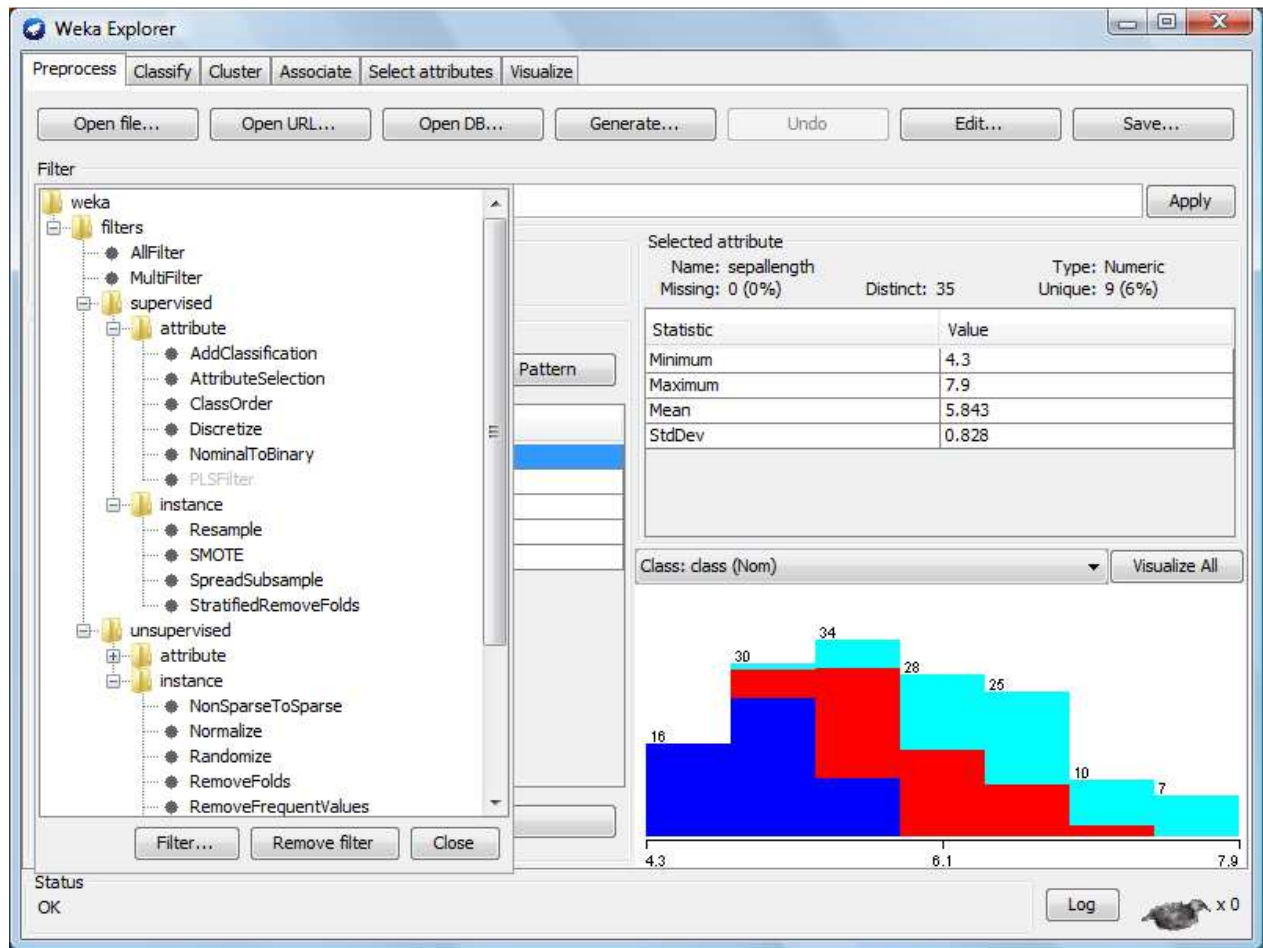 Weka Explorer
Preprocess Classify Cluster Associate Select attributes Visualize
Open file... Open URL... Open DB... Generate... Undo Edit... Save...
Filter
weka
filters
AllFilter
MultiFilter
supervised
attribute
AddClassification
AttributeSelection
ClassOrder
Discretize
NominalToBinary
PLSFilter
instance
Resample
SMOTE
SpreadSubsample
StratifiedRemoveFolds
unsupervised
attribute
instance
NonSparseToSparse
Normalize
Randomize
RemoveFolds
RemoveFrequentValues
Filter... Remove filter Close
Apply
Pattern
Selected attribute
Name: sepallength Type: Numeric
Missing: 0 (0%) Distinct: 35 Unique: 9 (6%)
Statistic Value
Minimum 4.3
Maximum 7.9
Mean 5.843
StdDev 0.828
Class: class (Nom) Visualize All
16 30 34 28 25 10 7
4.3 6.1 7.9
Status
OK
Log x 0